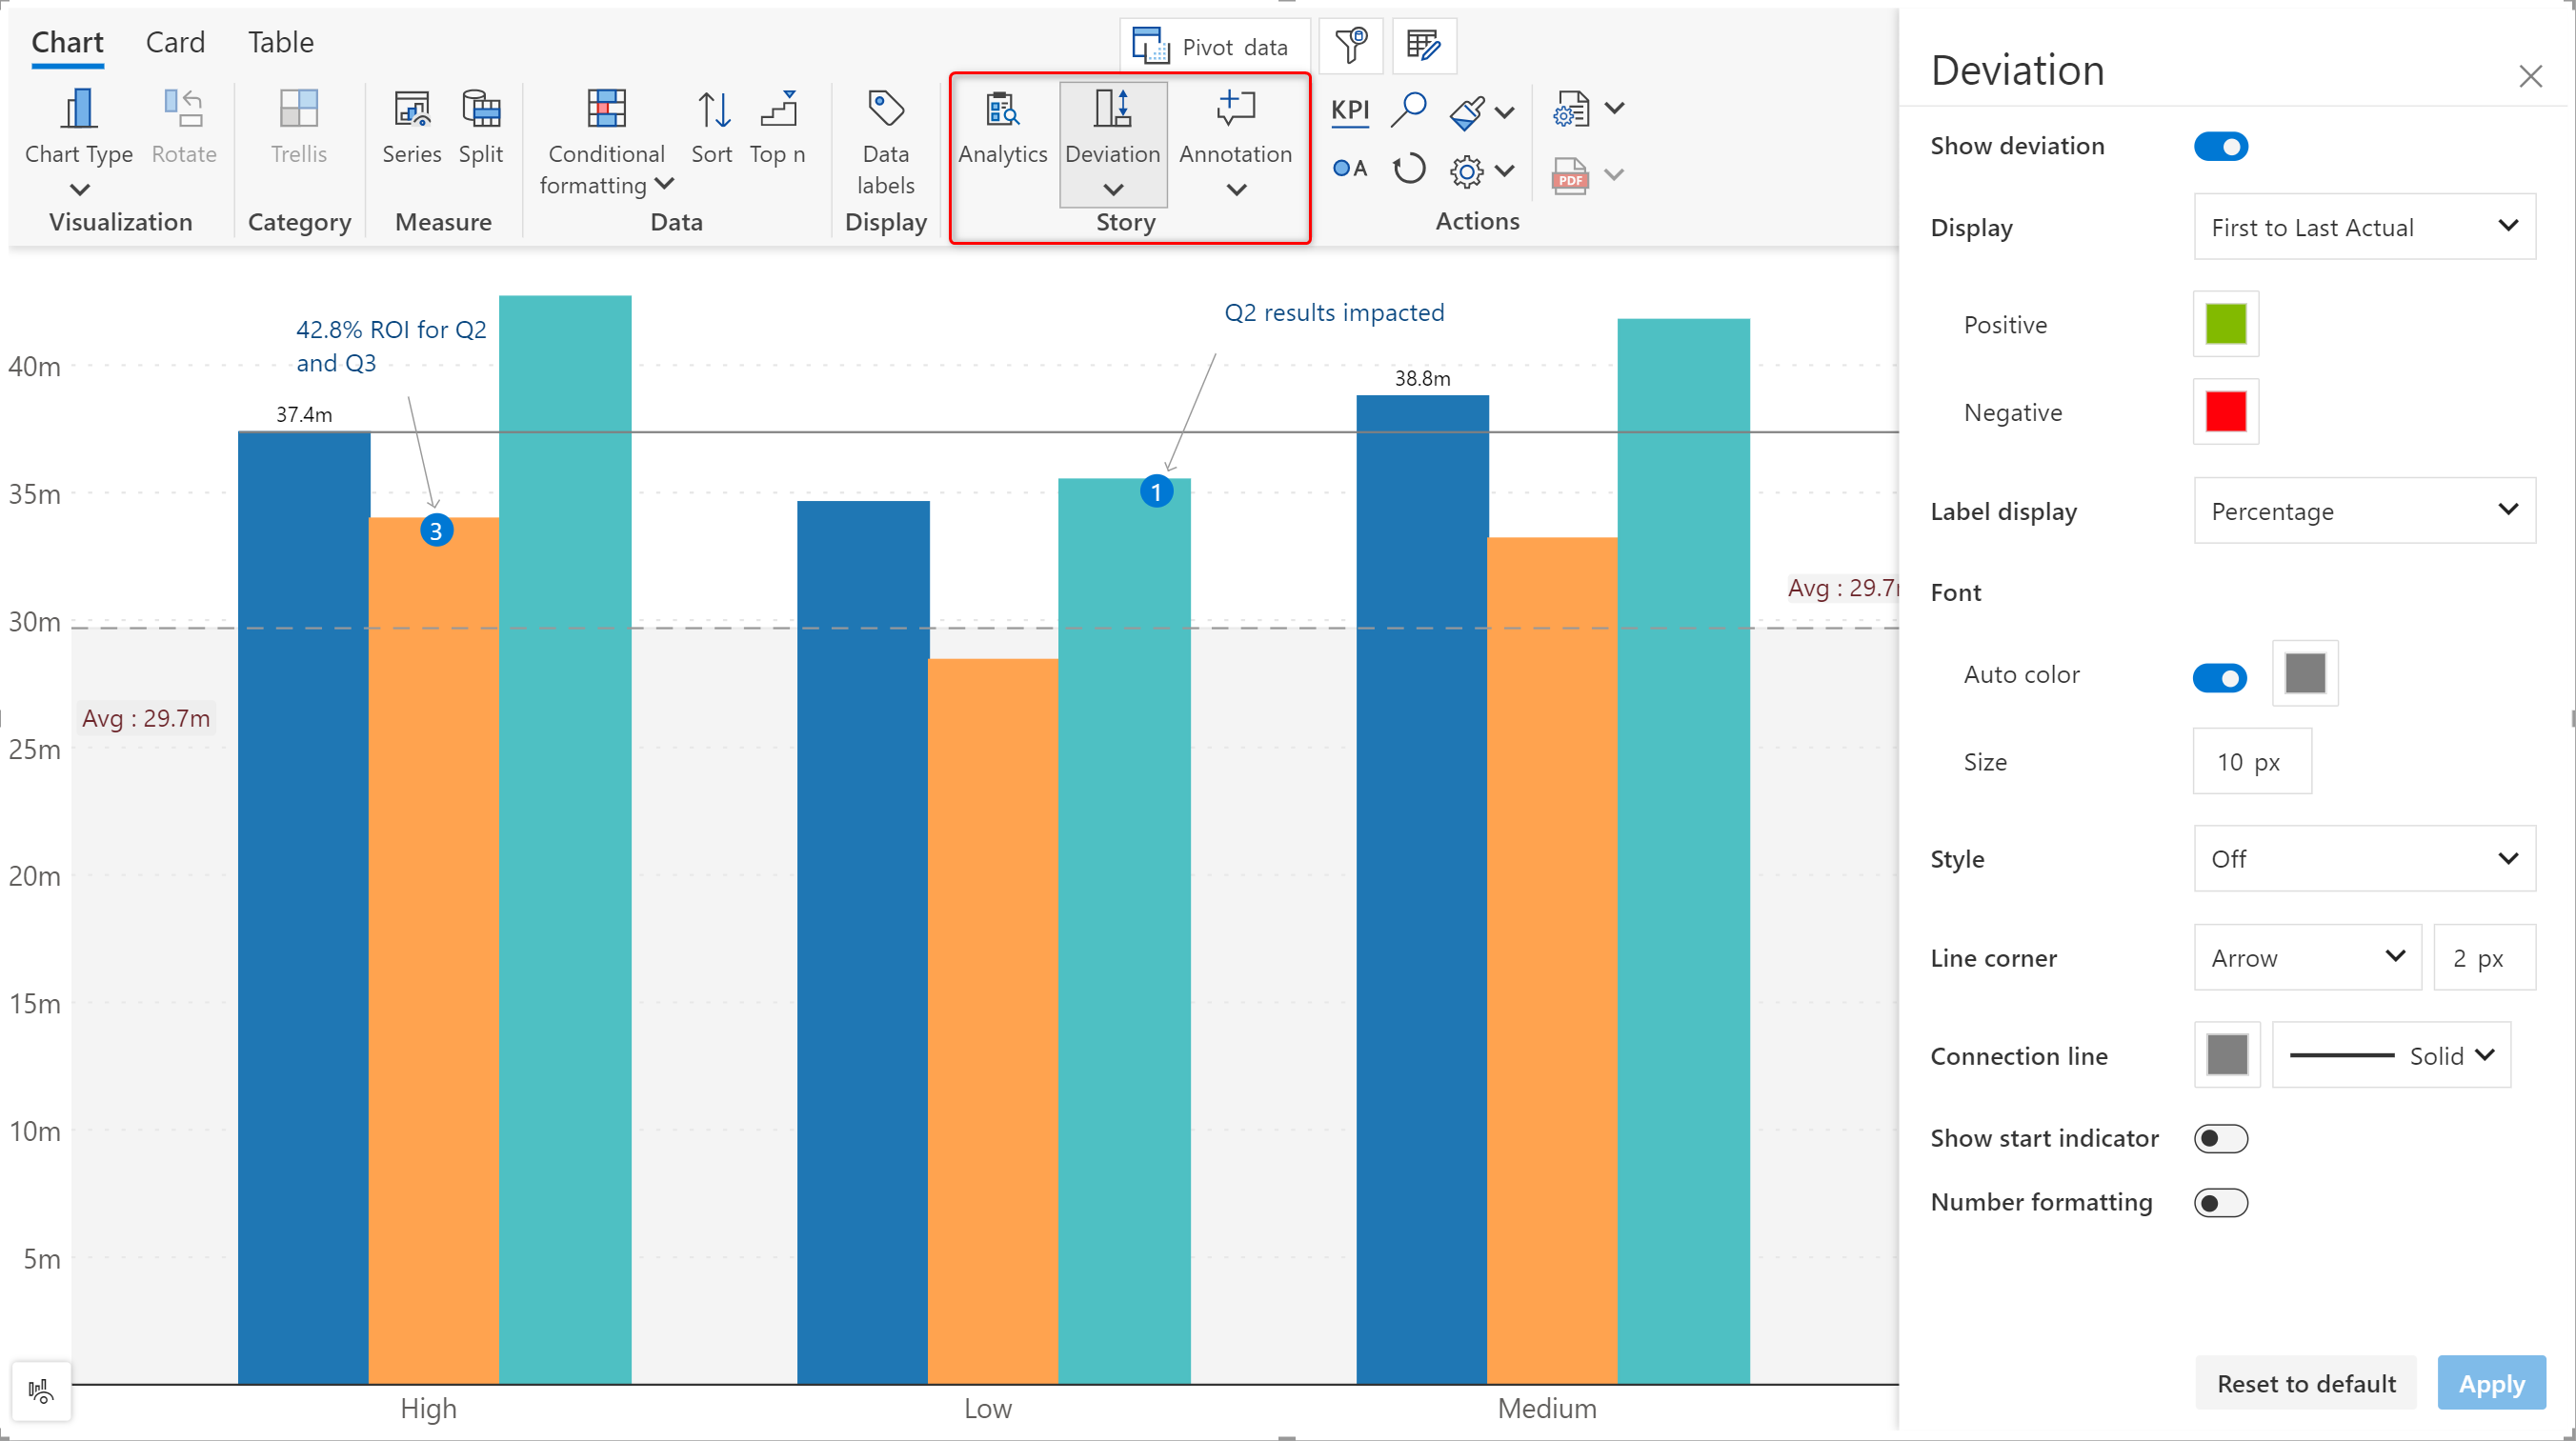 Chart Card Table
Pivot data
Chart Type
Rotate
Visualization
Trellis
Category
Series
Split
Measure
Conditional
formatting
Sort
Top n
Data
Data
labels
Display
Analytics
Deviation
Annotation
Story
KPI
A
PDF
Actions
42.8% ROI for Q2
and Q3
Q2 results impacted
37.4m
38.8m
3
1
Avg : 29.7m
Avg : 29.7
40m
35m
30m
25m
20m
15m
10m
5m
High
Low
Medium
Deviation
Show deviation
Display
First to Last Actual
Positive
Negative
Label display
Percentage
Font
Auto color
Size
10 px
Style
Off
Line corner
Arrow
2 px
Connection line
Solid
Show start indicator
Number formatting
Reset to default
Apply